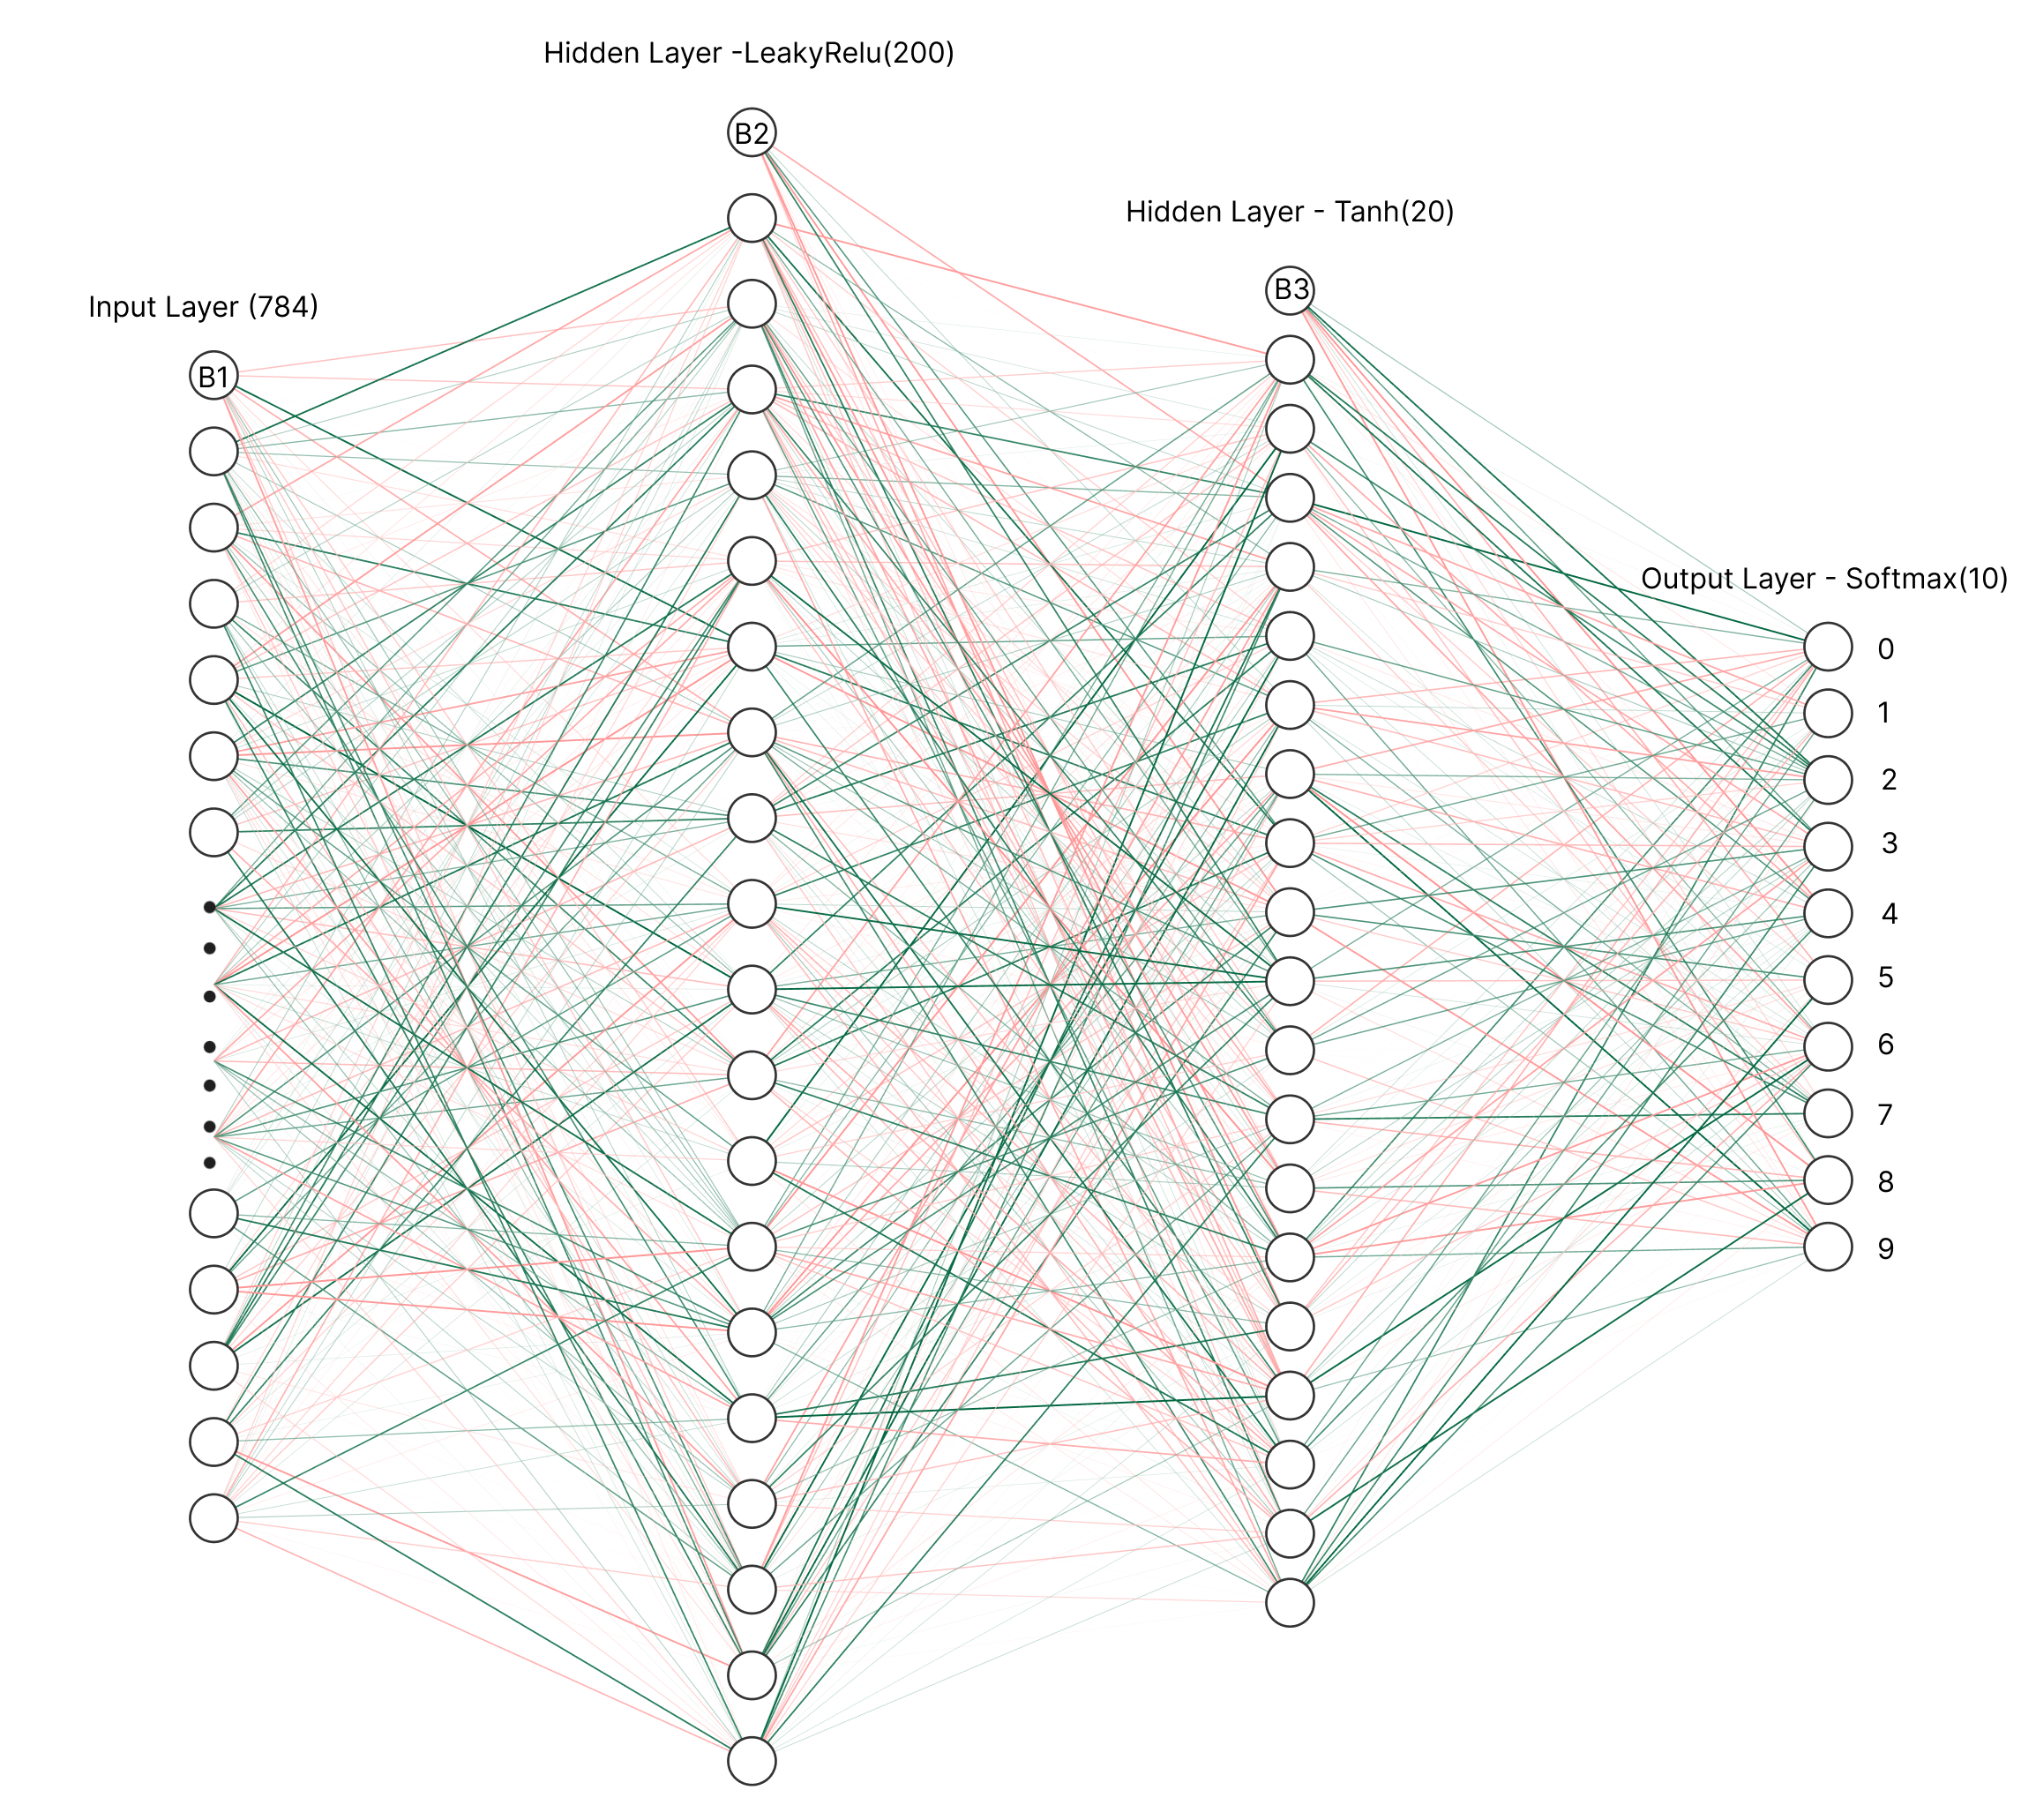 Hidden Layer -LeakyRelu(200)
B2
Hidden Layer - Tanh(20)
B3
Input Layer (784)
B1
Output Layer - Softmax(10)
0
1
2
3
4
5
6
7
8
9